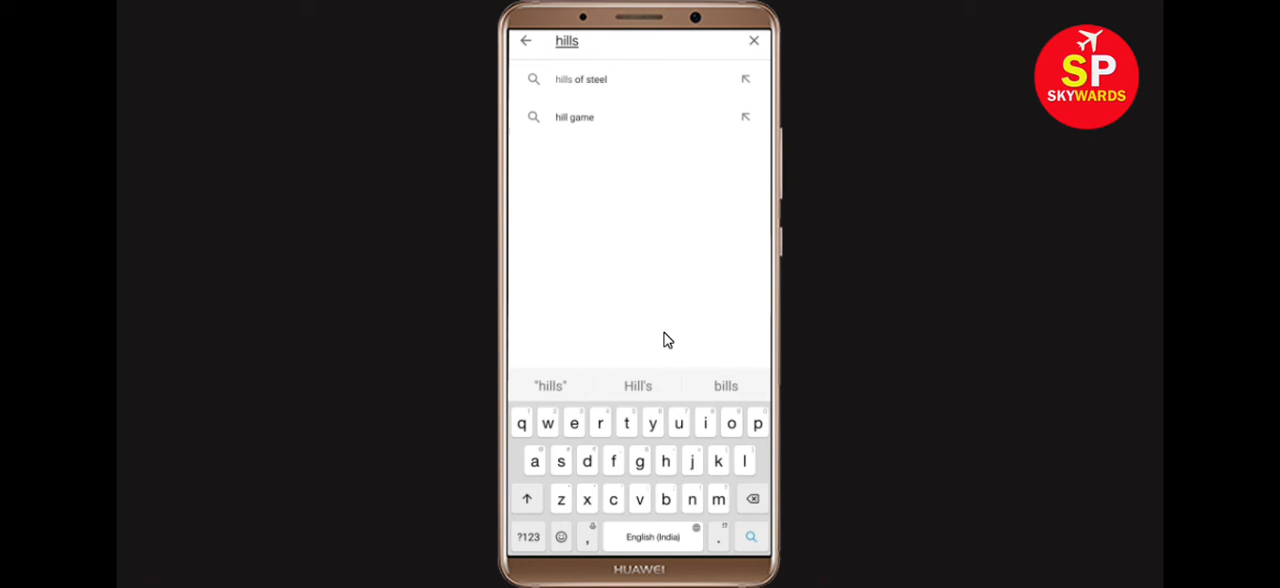 hills
SP
SKYWARDS
hills of steel
hill game
"hills" Hill's bills
q w e r t y u i o p
a s d f g h j k l
z x c v b n m
?123 , English (India) .
HUAWEI